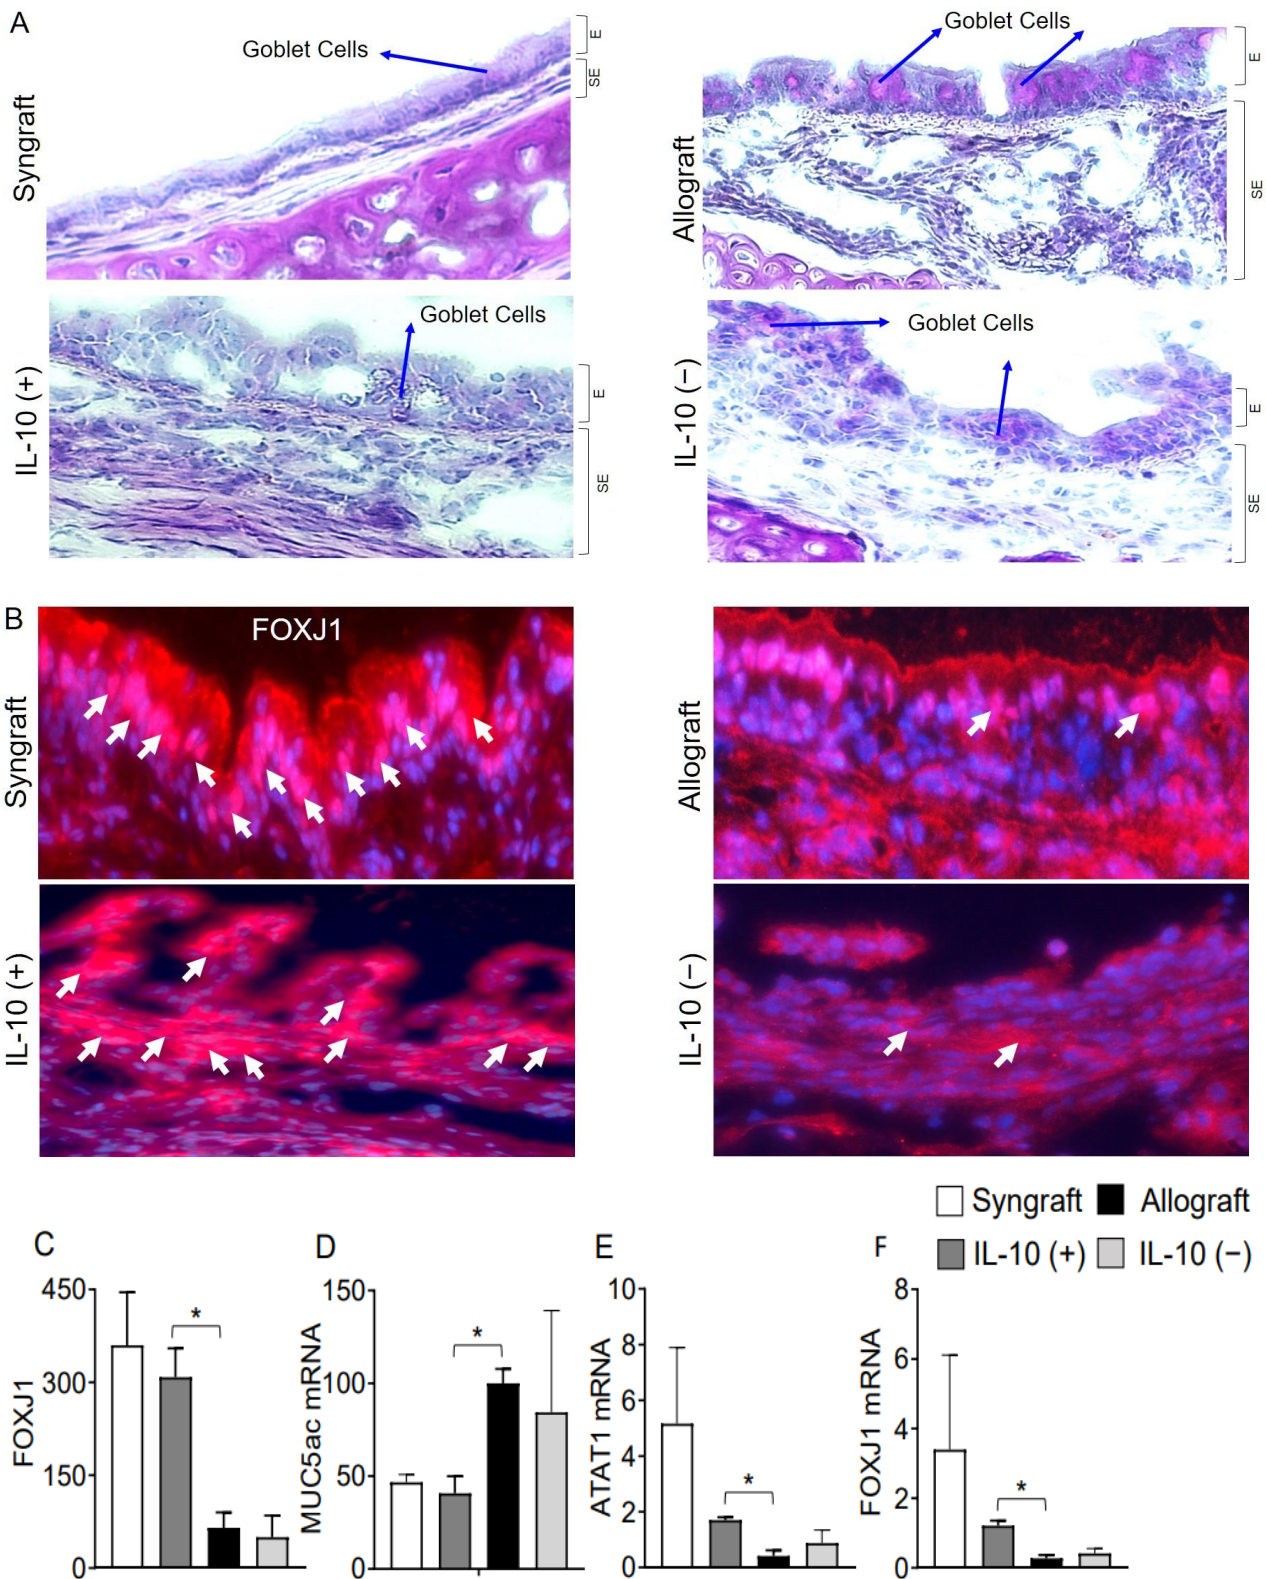 A
Syngraft
Goblet Cells
E
SE
Allograft
Goblet Cells
E
SE
IL-10 (+)
Goblet Cells
E
SE
IL-10 (−)
Goblet Cells
E
SE
B
Syngraft
FOXJ1
Allograft
IL-10 (+)
IL-10 (−)
Syngraft
Allograft
IL-10 (+)
IL-10 (−)
C
FOXJ1
450
300
150
0
*
D
MUC5ac mRNA
150
100
50
0
*
E
ATAT1 mRNA
10
8
6
4
2
0
*
F
FOXJ1 mRNA
8
6
4
2
0
*